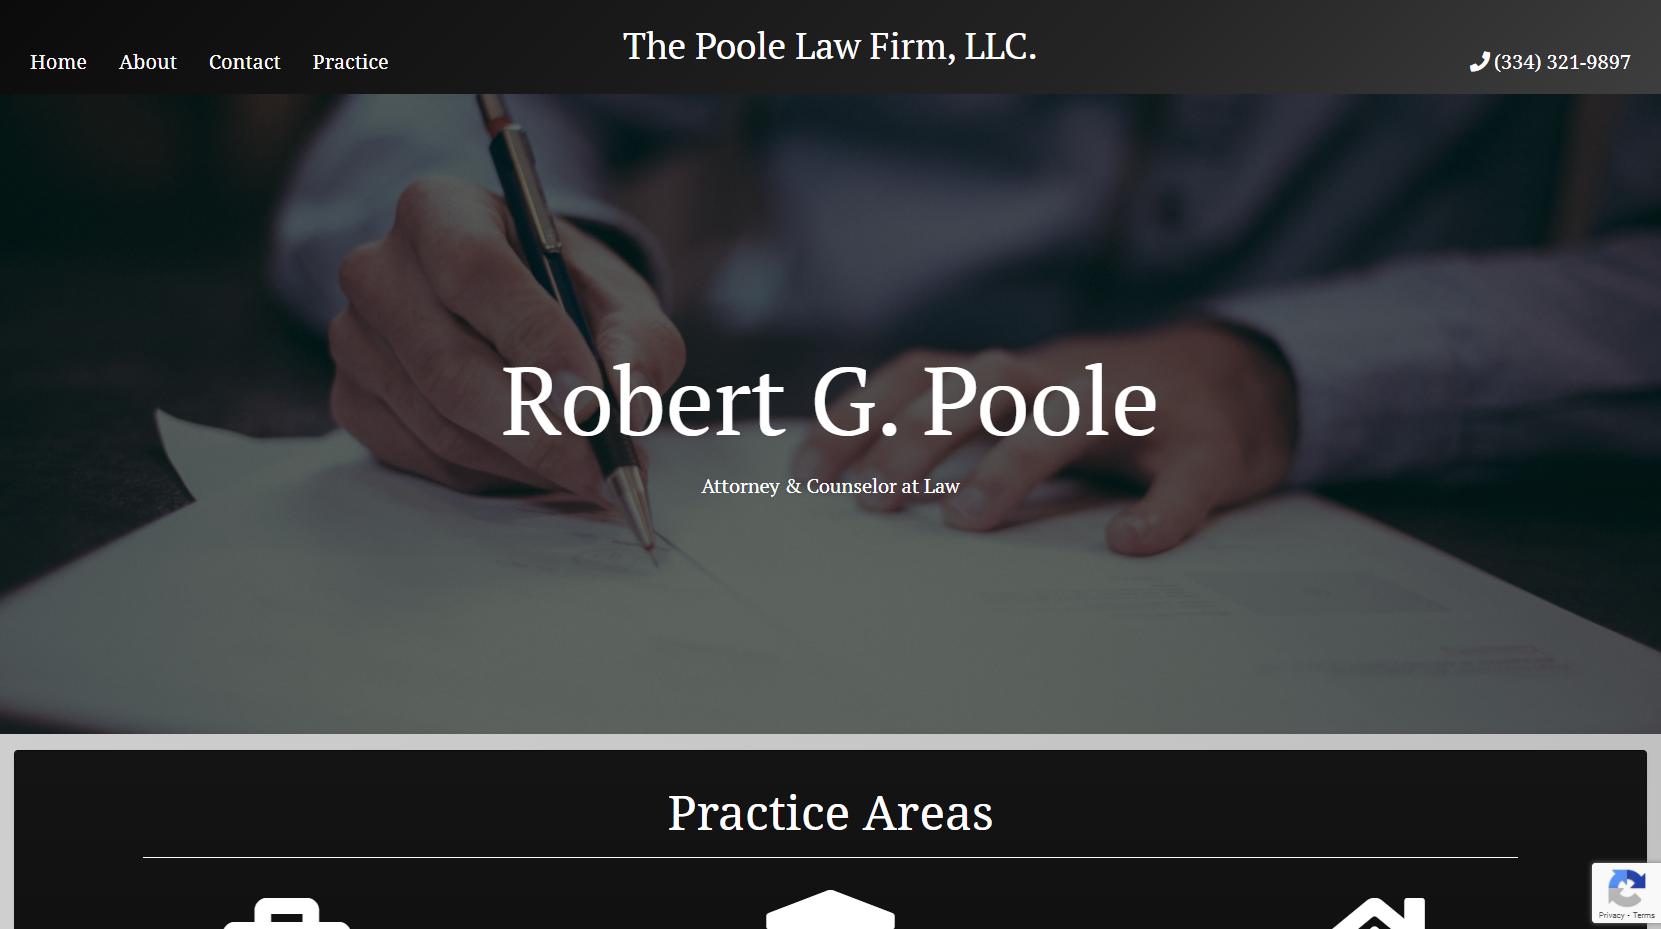 The Poole Law Firm, LLC.
Home About Contact Practice
(334) 321-9897
Robert G. Poole
Attorney & Counselor at Law
Practice Areas
Privacy - Terms